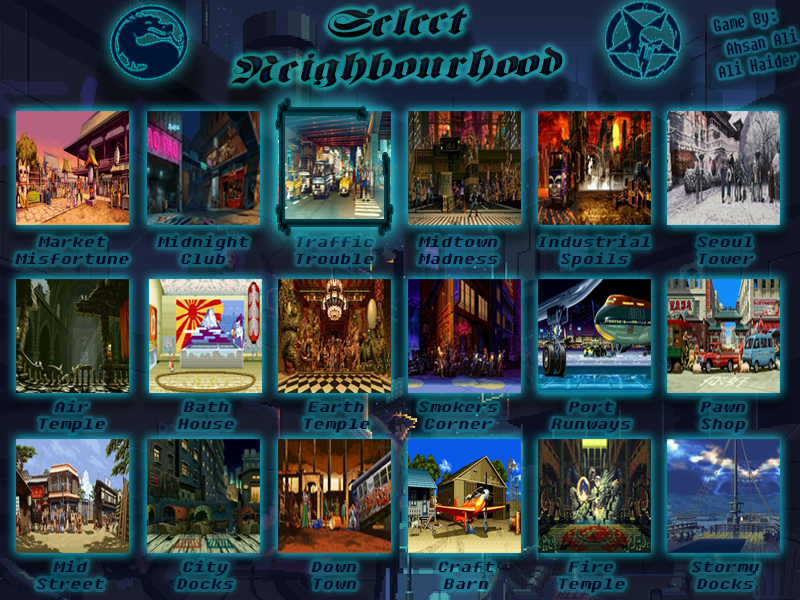 Select
Neighbourhood
Game By:
Ahsan Ali
Ali Haider
Market
Misfortune
Midnight
Club
Traffic
Trouble
Midtown
Madness
Industrial
Spoils
Seoul
Tower
Air
Temple
Bath
House
Earth
Temple
Smokers
Corner
Port
Runways
Pawn
Shop
Mid
Street
City
Docks
Down
Town
Craft
Barn
Fire
Temple
Stormy
Docks